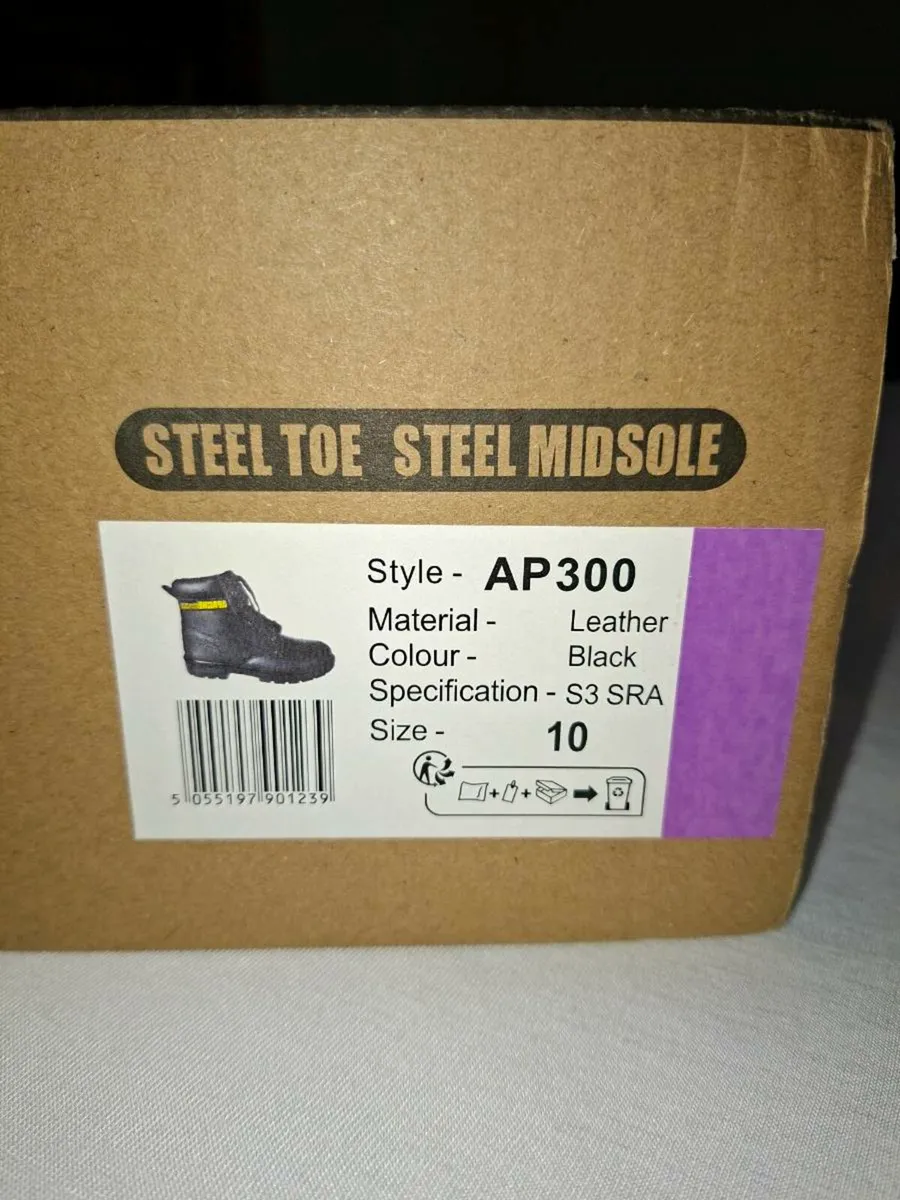 STEEL TOE STEEL MIDSOLE
Style - AP300
Material - Leather
Colour - Black
Specification - S3 SRA
Size - 10
5 055197 901239